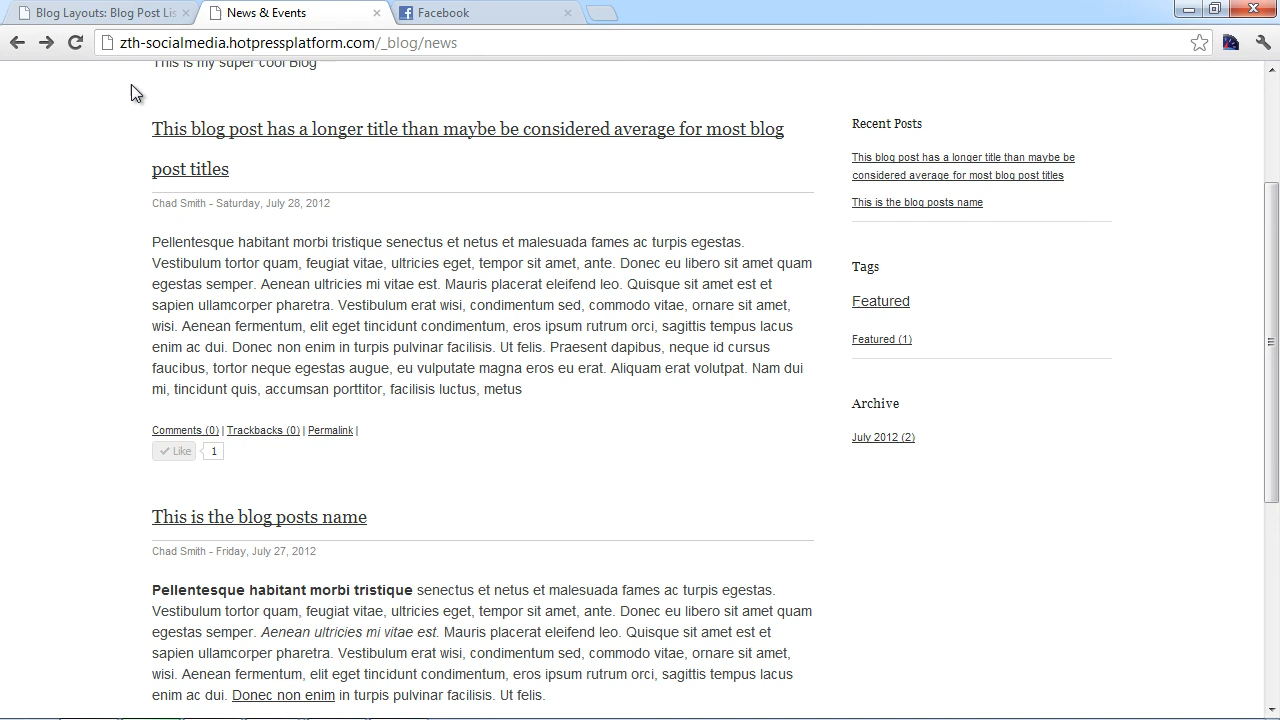 Blog Layouts: Blog Post Lis
News & Events
Facebook
zth-socialmedia.hotpressplatform.com/_blog/news
This is my super cool Blog
This blog post has a longer title than maybe be considered average for most blog
post titles
Chad Smith - Saturday, July 28, 2012
Pellentesque habitant morbi tristique senectus et netus et malesuada fames ac turpis egestas.
Vestibulum tortor quam, feugiat vitae, ultricies eget, tempor sit amet, ante. Donec eu libero sit amet quam
egestas semper. Aenean ultricies mi vitae est. Mauris placerat eleifend leo. Quisque sit amet est et
sapien ullamcorper pharetra. Vestibulum erat wisi, condimentum sed, commodo vitae, ornare sit amet,
wisi. Aenean fermentum, elit eget tincidunt condimentum, eros ipsum rutrum orci, sagittis tempus lacus
enim ac dui. Donec non enim in turpis pulvinar facilisis. Ut felis. Praesent dapibus, neque id cursus
faucibus, tortor neque egestas augue, eu vulputate magna eros eu erat. Aliquam erat volutpat. Nam dui
mi, tincidunt quis, accumsan porttitor, facilisis luctus, metus
Comments (0) | Trackbacks (0) | Permalink |
Like 1
This is the blog posts name
Chad Smith - Friday, July 27, 2012
Pellentesque habitant morbi tristique senectus et netus et malesuada fames ac turpis egestas.
Vestibulum tortor quam, feugiat vitae, ultricies eget, tempor sit amet, ante. Donec eu libero sit amet quam
egestas semper. Aenean ultricies mi vitae est. Mauris placerat eleifend leo. Quisque sit amet est et
sapien ullamcorper pharetra. Vestibulum erat wisi, condimentum sed, commodo vitae, ornare sit amet,
wisi. Aenean fermentum, elit eget tincidunt condimentum, eros ipsum rutrum orci, sagittis tempus lacus
enim ac dui. Donec non enim in turpis pulvinar facilisis. Ut felis.
Recent Posts
This blog post has a longer title than maybe be
considered average for most blog post titles
This is the blog posts name
Tags
Featured
Featured (1)
Archive
July 2012 (2)